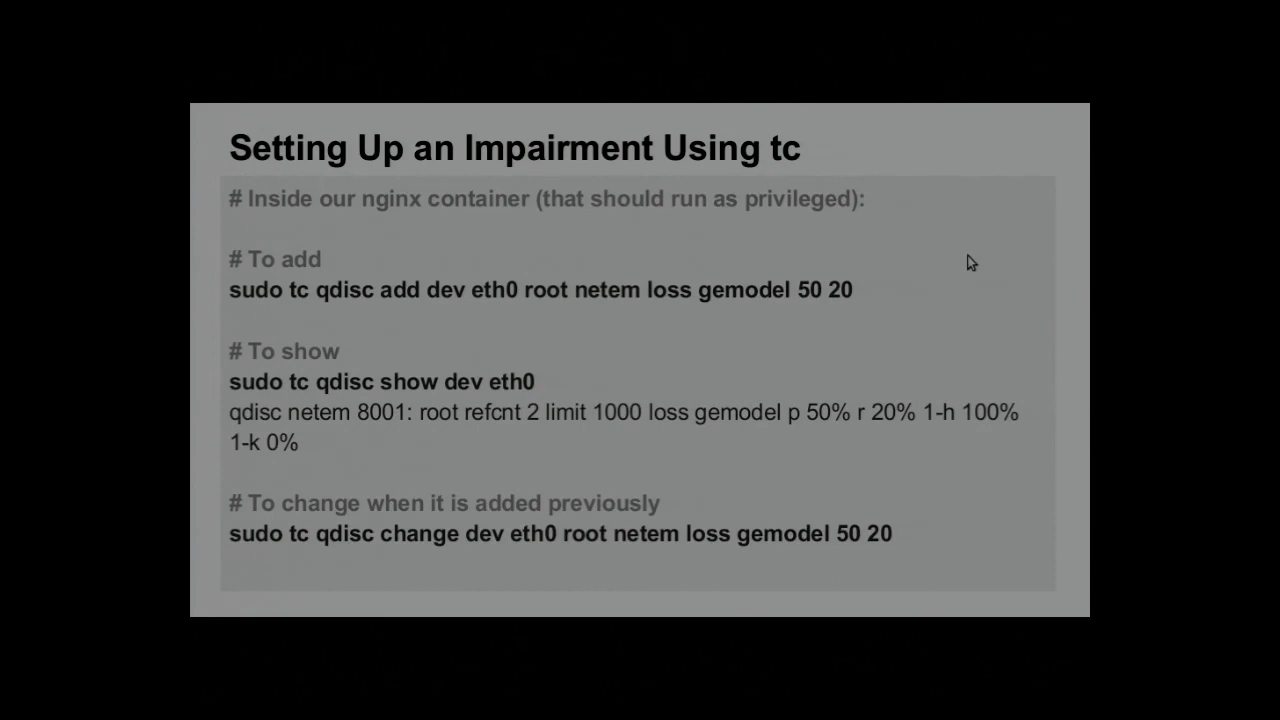 Setting Up an Impairment Using tc
# Inside our nginx container (that should run as privileged):
# To add
sudo tc qdisc add dev eth0 root netem loss gemodel 50 20
# To show
sudo tc qdisc show dev eth0
qdisc netem 8001: root refcnt 2 limit 1000 loss gemodel p 50% r 20% 1-h 100%
1-k 0%
# To change when it is added previously
sudo tc qdisc change dev eth0 root netem loss gemodel 50 20